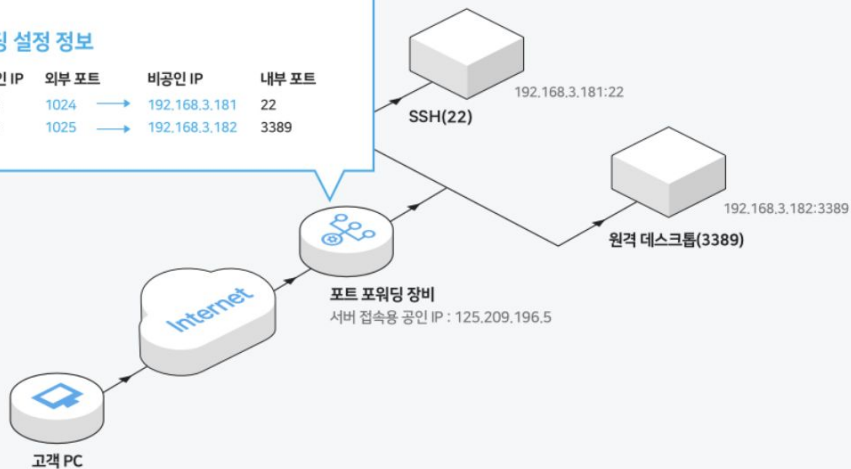 설정 정보
IP 외부 포트 비공인 IP 내부 포트
1024 192.168.3.181 22
1025 192.168.3.182 3389
192.168.3.181:22
SSH(22)
192.168.3.182:3389
원격 데스크톱(3389)
Internet
포트 포워딩 장비
서버 접속용 공인 IP : 125.209.196.5
고객 PC